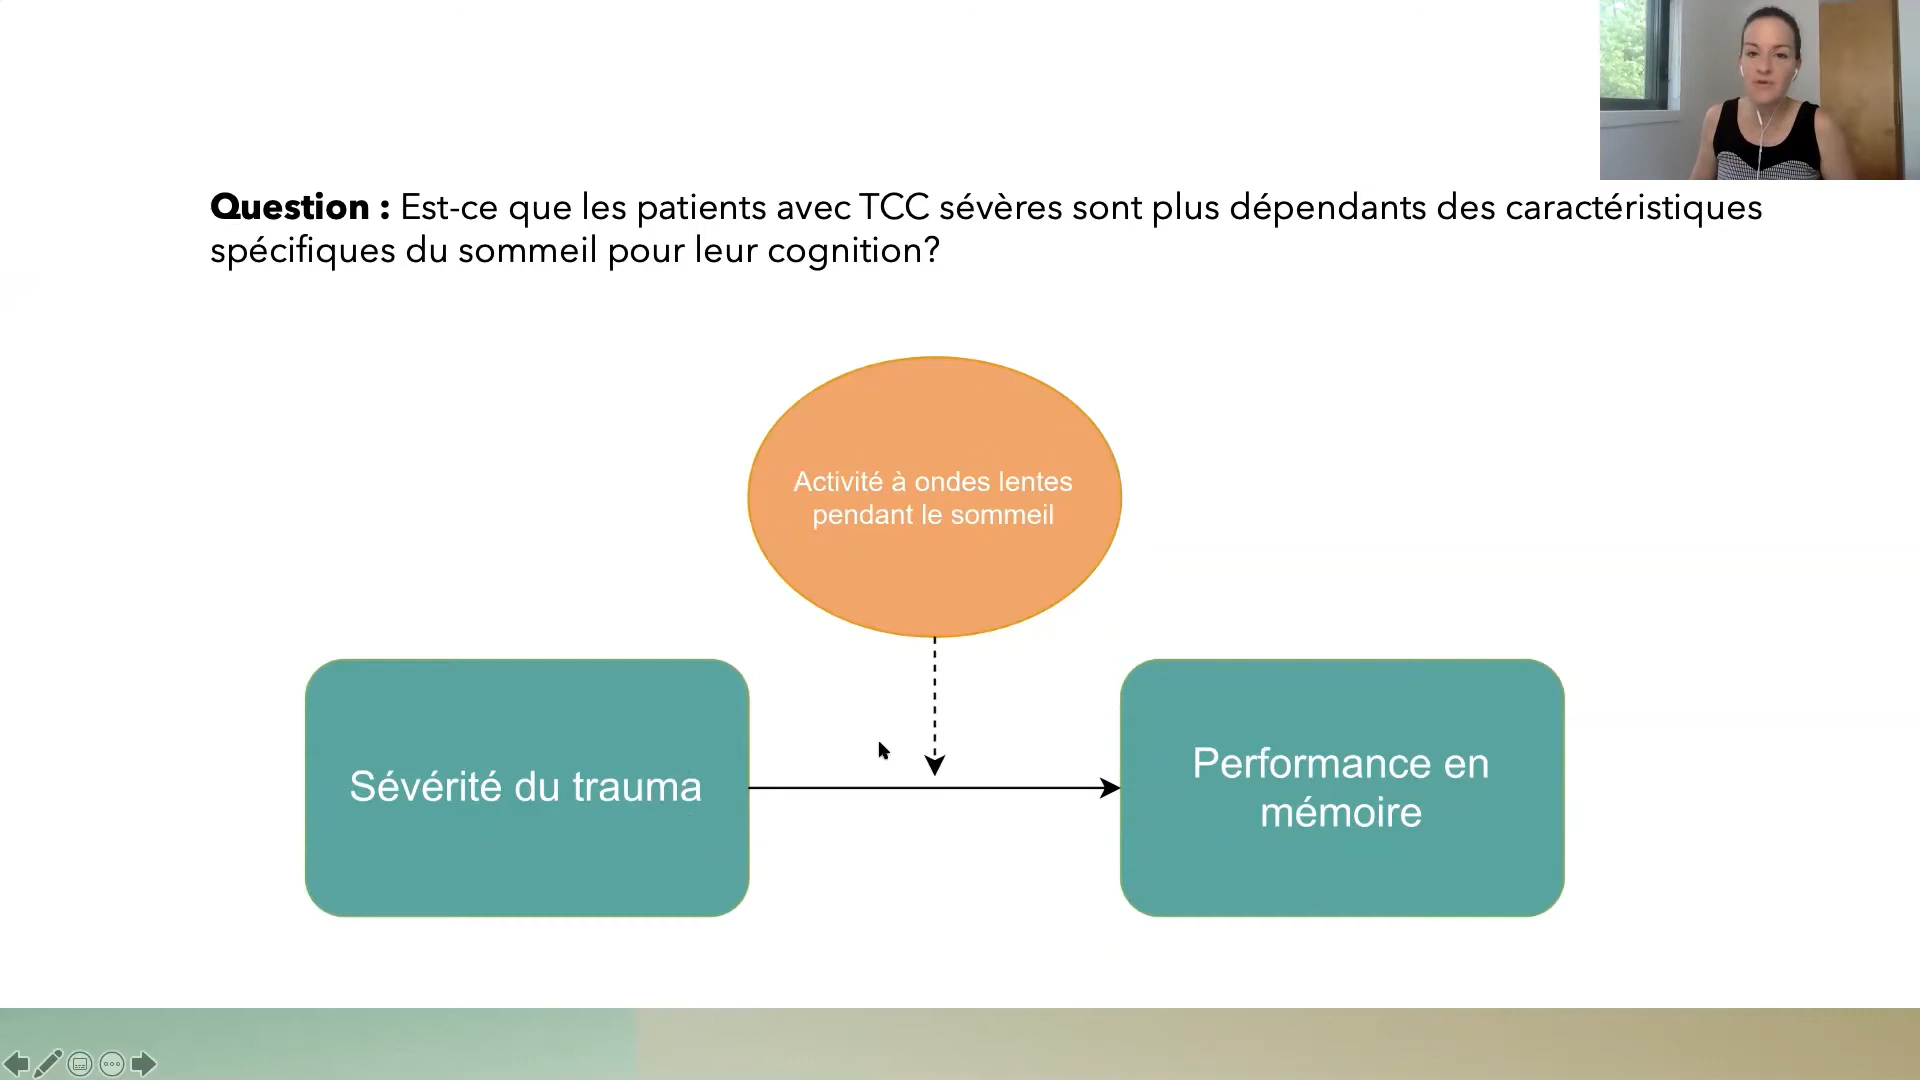 Question : Est-ce que les patients avec TCC sévères sont plus dépendants des caractéristiques
spécifiques du sommeil pour leur cognition?
Activité à ondes lentes
pendant le sommeil
Sévérité du trauma
Performance en
mémoire